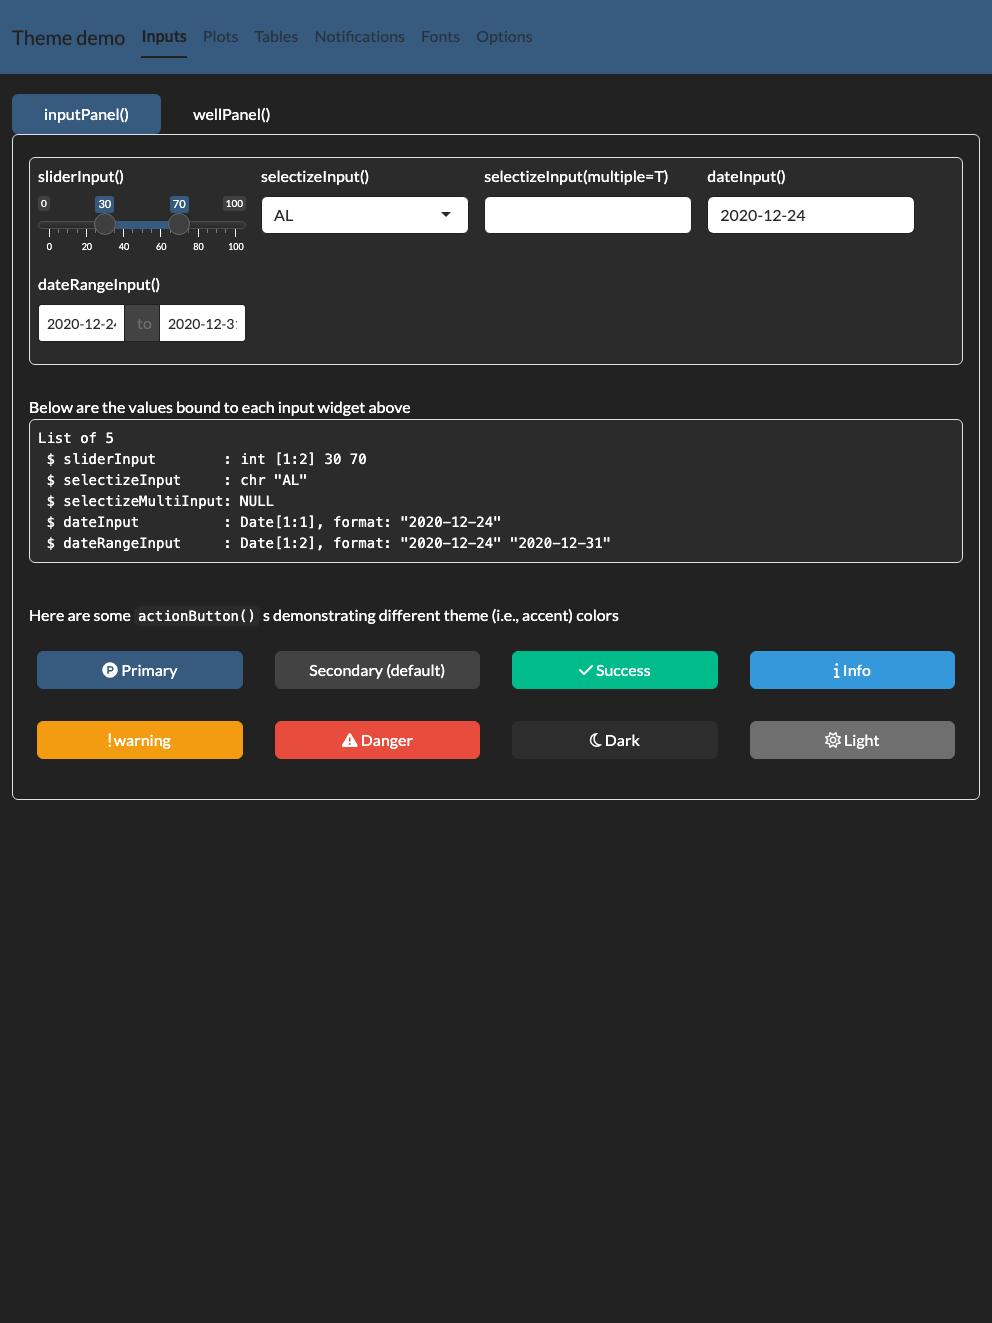 Theme demo Inputs Plots Tables Notifications Fonts Options
inputPanel() wellPanel()
sliderInput() selectizeInput() selectizeInput(multiple=T) dateInput()
0 30 70 100
AL 2020-12-24
0 20 40 60 80 100
dateRangeInput()
2020-12-24 to 2020-12-31
Below are the values bound to each input widget above
List of 5
$ sliderInput : int [1:2] 30 70
$ selectizeInput : chr "AL"
$ selectizeMultiInput: NULL
$ dateInput : Date[1:1], format: "2020-12-24"
$ dateRangeInput : Date[1:2], format: "2020-12-24" "2020-12-31"
Here are some actionButton() s demonstrating different theme (i.e., accent) colors
Primary Secondary (default) Success Info
warning Danger Dark Light